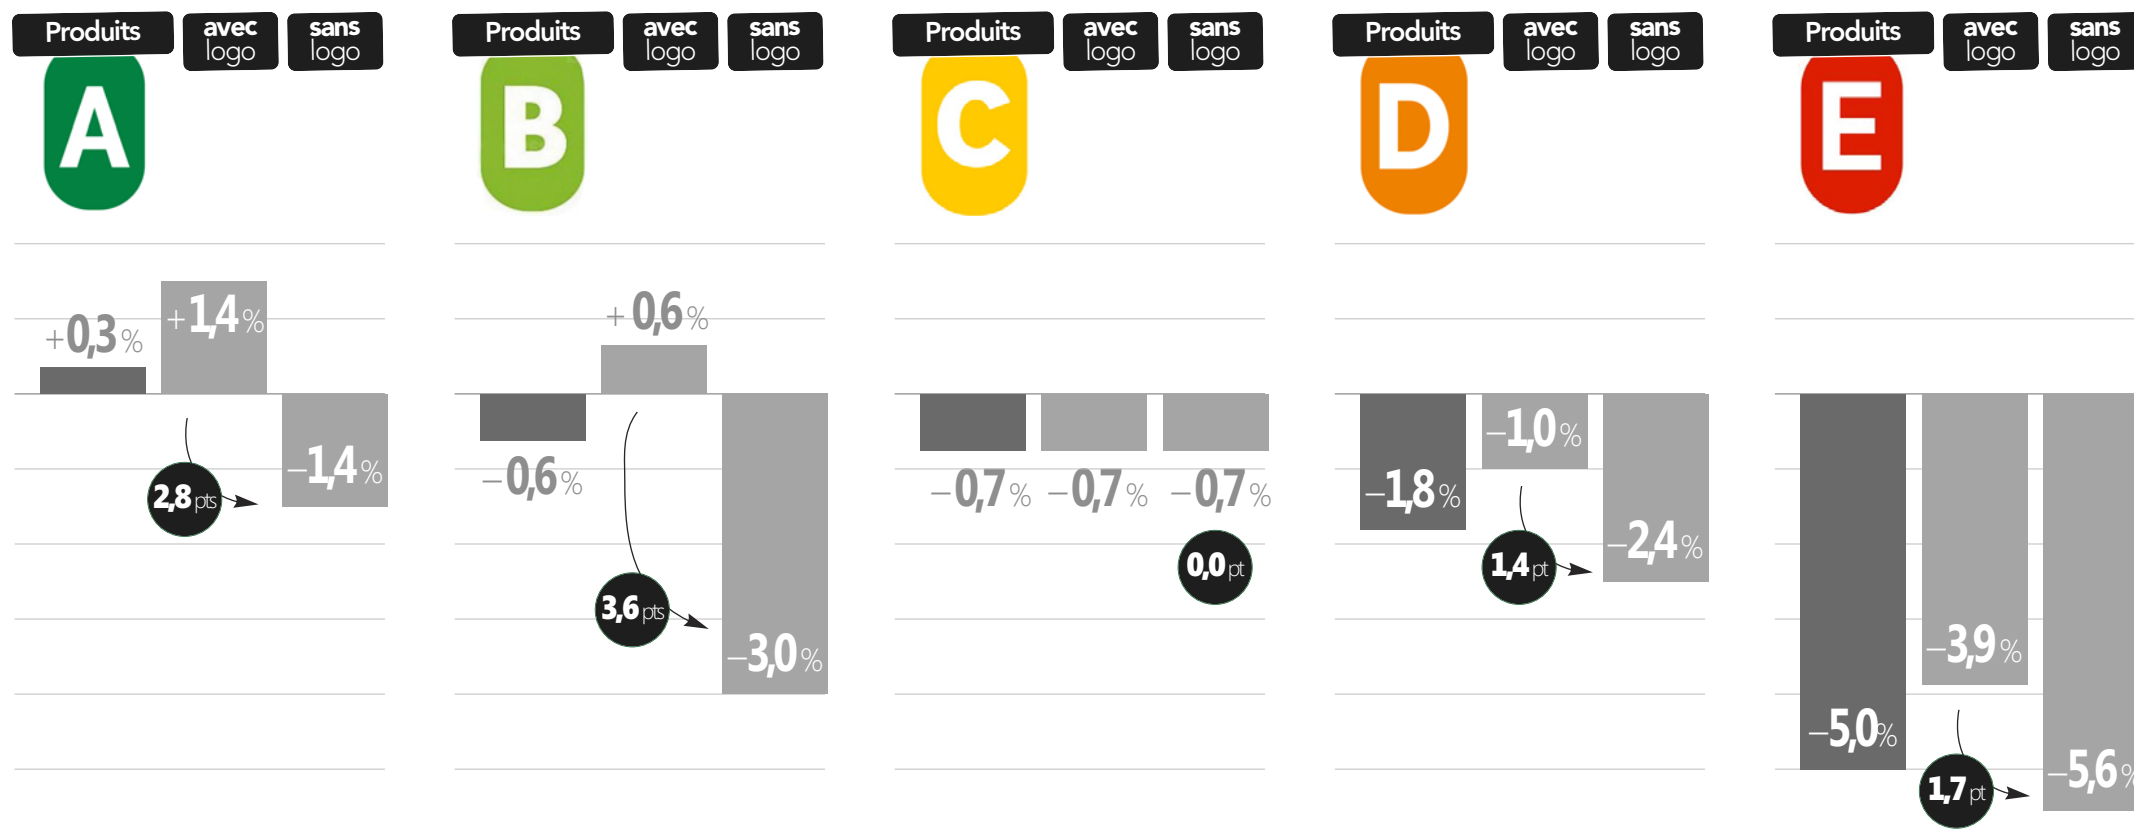 Produits avec logo sans logo
A
+0,3 % +1,4 % –1,4 %
2,8 pts
Produits avec logo sans logo
B
–0,6 % + 0,6 % –3,0 %
3,6 pts
Produits avec logo sans logo
C
–0,7 % –0,7 % –0,7 %
0,0 pt
Produits avec logo sans logo
D
–1,8 % –1,0 % –2,4 %
1,4 pt
Produits avec logo sans logo
E
–5,0% –3,9 % –5,6 %
1,7 pt